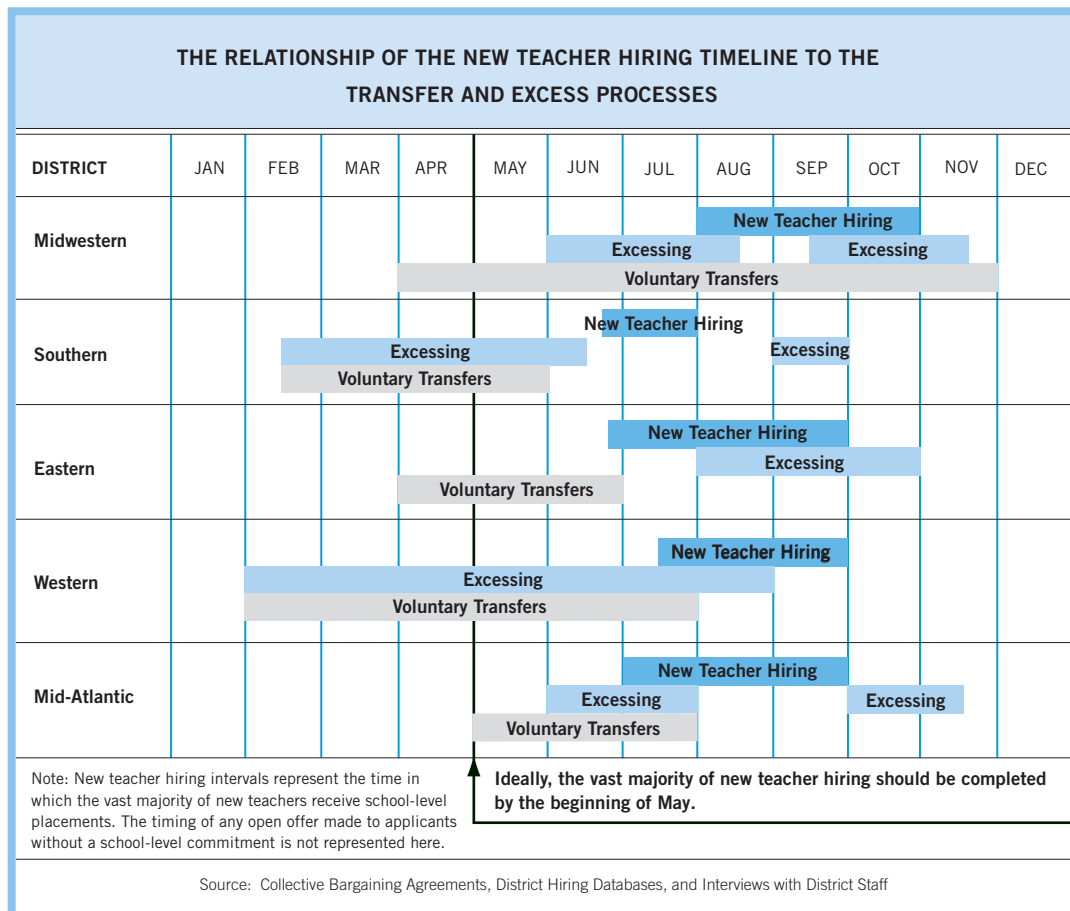 THE RELATIONSHIP OF THE NEW TEACHER HIRING TIMELINE TO THE
TRANSFER AND EXCESS PROCESSES
DISTRICT JAN FEB MAR APR MAY JUN JUL AUG SEP OCT NOV DEC
Midwestern
New Teacher Hiring
Excessing Excessing
Voluntary Transfers
Southern
New Teacher Hiring
Excessing Excessing
Voluntary Transfers
Eastern
New Teacher Hiring
Excessing
Voluntary Transfers
Western
New Teacher Hiring
Excessing
Voluntary Transfers
Mid-Atlantic
New Teacher Hiring
Excessing Excessing
Voluntary Transfers
Note: New teacher hiring intervals represent the time in
which the vast majority of new teachers receive school-level
placements. The timing of any open offer made to applicants
without a school-level commitment is not represented here.
Ideally, the vast majority of new teacher hiring should be completed
by the beginning of May.
Source: Collective Bargaining Agreements, District Hiring Databases, and Interviews with District Staff